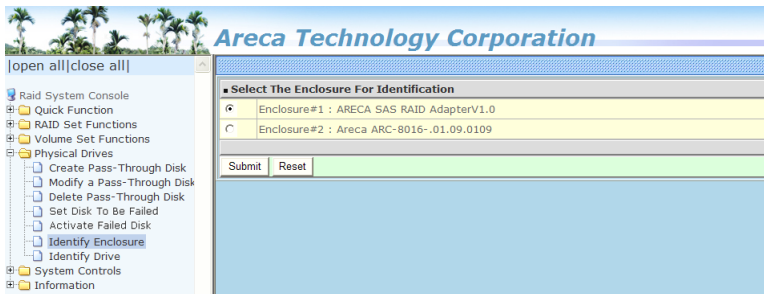 Areca Technology Corporation
|open all|close all|
Raid System Console
Quick Function
RAID Set Functions
Volume Set Functions
Physical Drives
Create Pass-Through Disk
Modify a Pass-Through Disk
Delete Pass-Through Disk
Set Disk To Be Failed
Activate Failed Disk
Identify Enclosure
Identify Drive
System Controls
Information
Select The Enclosure For Identification
Enclosure#1 : ARECA SAS RAID AdapterV1.0
Enclosure#2 : Areca ARC-8016-.01.09.0109
Submit Reset